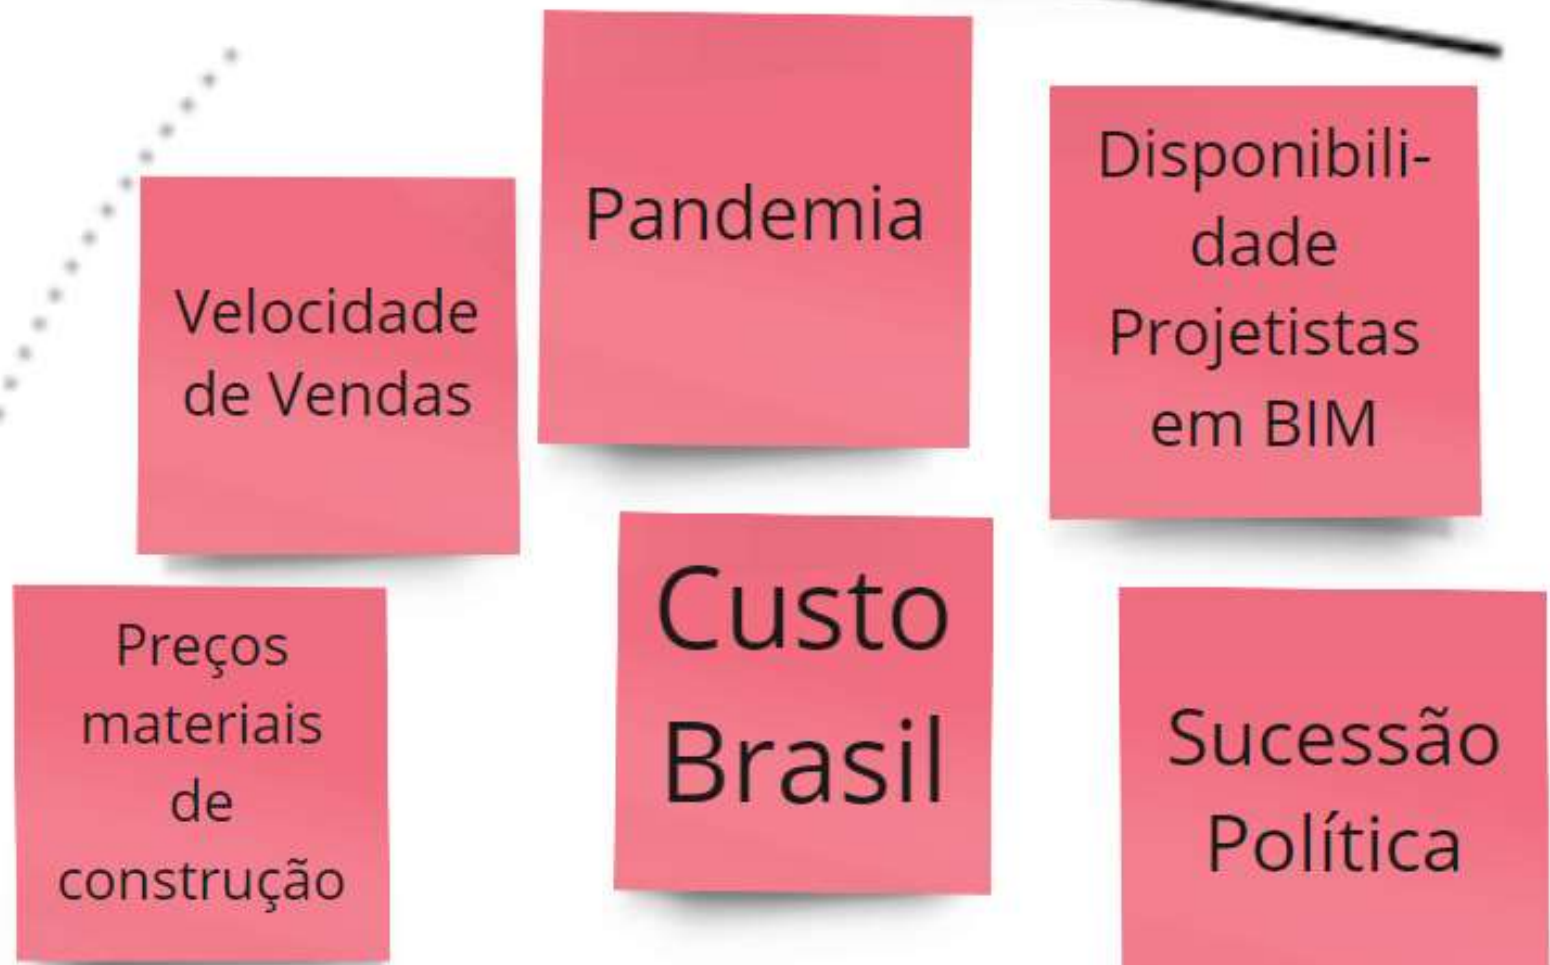 Pandemia
Disponibili-
dade
Projetistas
em BIM
Velocidade
de Vendas
Custo
Brasil
Preços
materiais
de
construção
Sucessão
Política